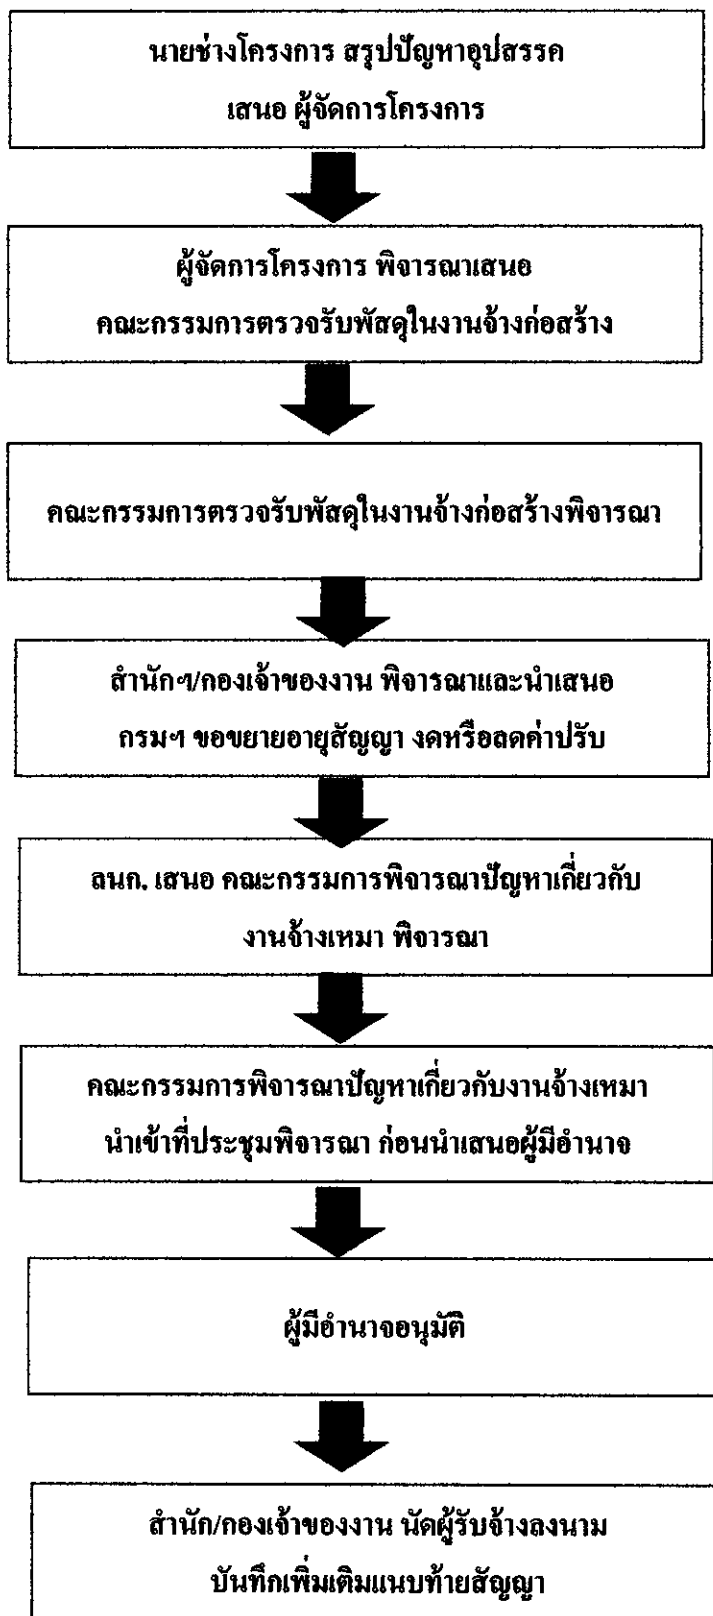 นายช่างโครงการ สรุปปัญหาอุปสรรค
เสนอ ผู้จัดการโครงการ
ผู้จัดการโครงการ พิจารณาเสนอ
คณะกรรมการตรวจรับพัสดุในงานจ้างก่อสร้าง
คณะกรรมการตรวจรับพัสดุในงานจ้างก่อสร้างพิจารณา
สำนักฯ/กองเจ้าของงาน พิจารณาและนำเสนอ
กรมฯ ขอขยายอายุสัญญา งดหรือลดค่าปรับ
ลนก. เสนอ คณะกรรมการพิจารณาปัญหาเกี่ยวกับ
งานจ้างเหมา พิจารณา
คณะกรรมการพิจารณาปัญหาเกี่ยวกับงานจ้างเหมา
นำเข้าที่ประชุมพิจารณา ก่อนนำเสนอผู้มีอำนาจ
ผู้มีอำนาจอนุมัติ
สำนัก/กองเจ้าของงาน นัดผู้รับจ้างลงนาม
บันทึกเพิ่มเติมแนบท้ายสัญญา